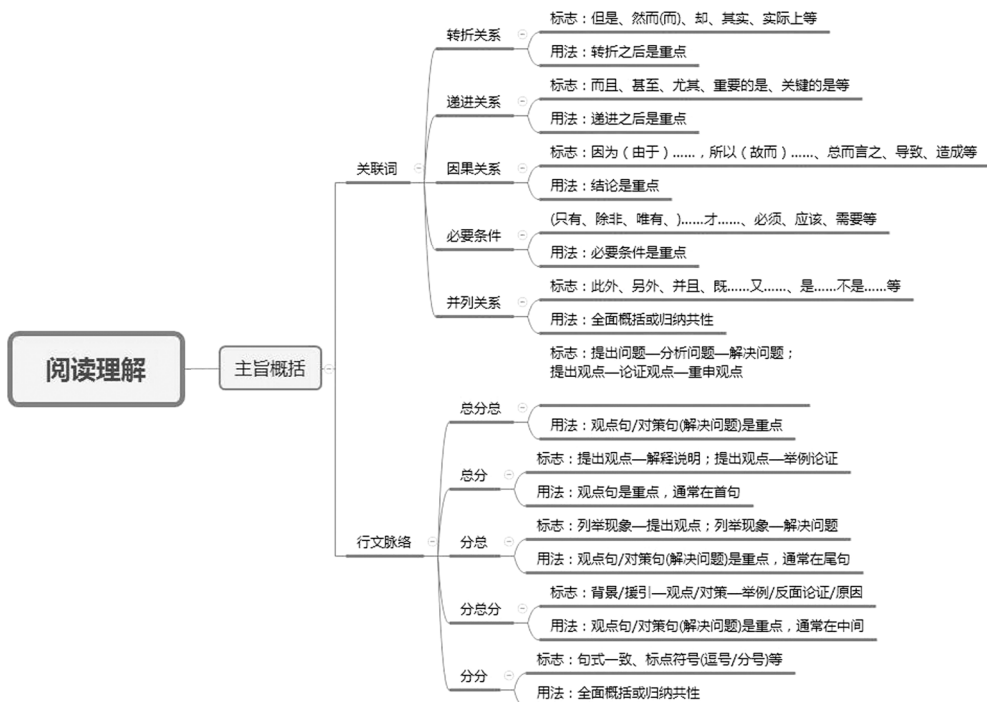 阅读理解
主旨概括
关联词
转折关系
标志：但是、然而(而)、却、其实、实际上等
用法：转折之后是重点
递进关系
标志：而且、甚至、尤其、重要的是、关键的是等
用法：递进之后是重点
因果关系
标志：因为（由于）……，所以（故而）……、总而言之、导致、造成等
用法：结论是重点
必要条件
(只有、除非、唯有、)……才……、必须、应该、需要等
用法：必要条件是重点
并列关系
标志：此外、另外、并且、既……又……、是……不是……等
用法：全面概括或归纳共性
行文脉络
总分总
标志：提出问题—分析问题—解决问题；
提出观点—论证观点—重申观点
用法：观点句/对策句(解决问题)是重点
总分
标志：提出观点—解释说明；提出观点—举例论证
用法：观点句是重点，通常在首句
分总
标志：列举现象—提出观点；列举现象—解决问题
用法：观点句/对策句(解决问题)是重点，通常在尾句
分总分
标志：背景/援引—观点/对策—举例/反面论证/原因
用法：观点句/对策句(解决问题)是重点，通常在中间
分分
标志：句式一致、标点符号(逗号/分号)等
用法：全面概括或归纳共性